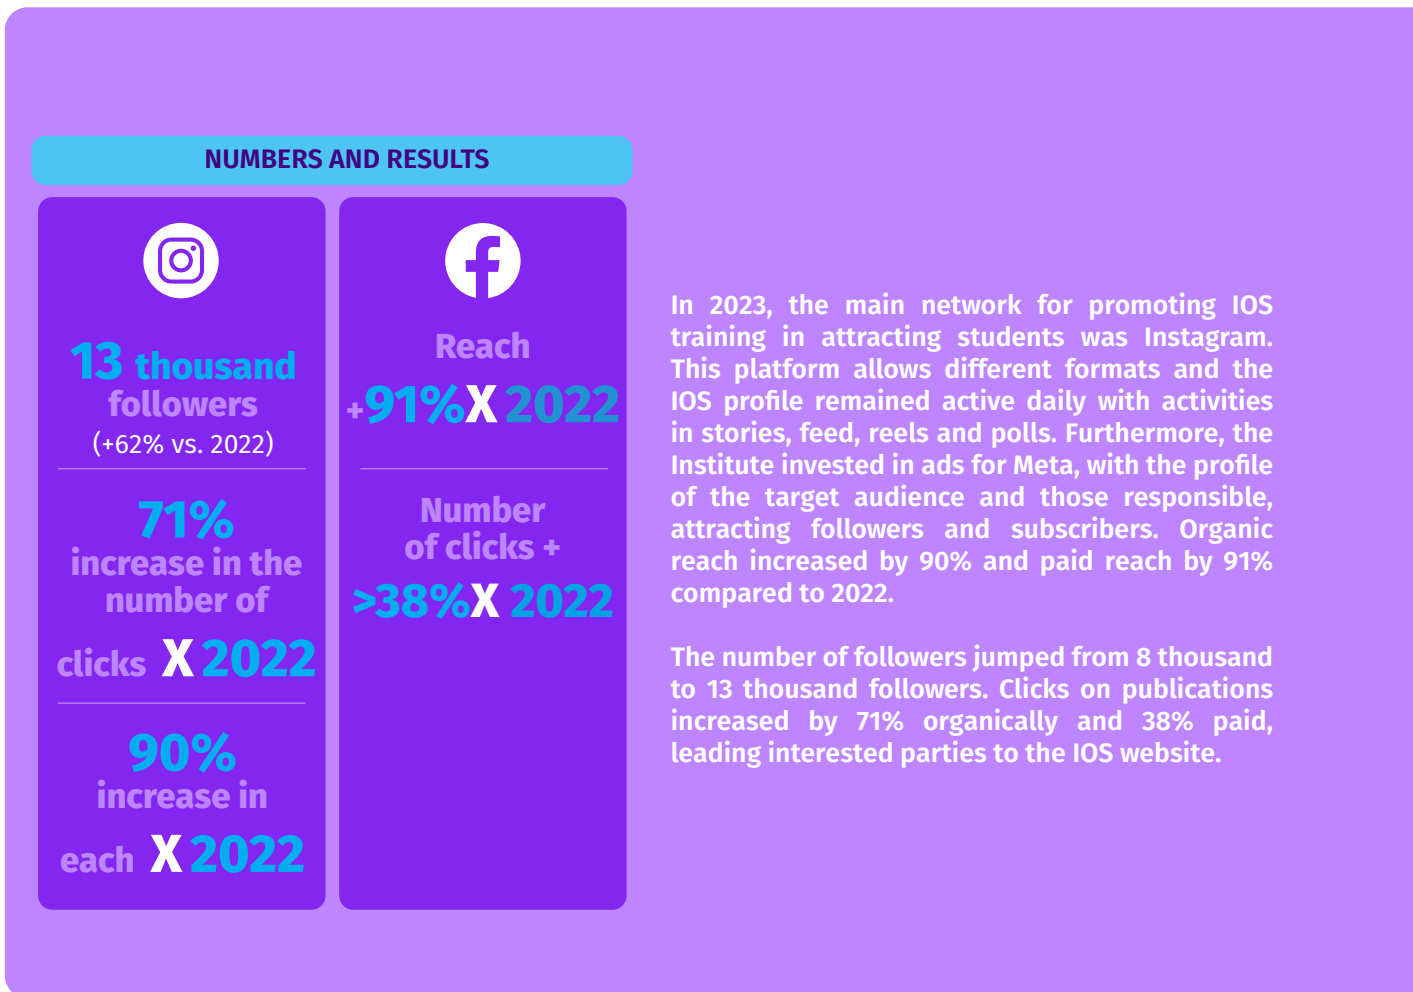 NUMBERS AND RESULTS
13 thousand
followers
(+62% vs. 2022)
71%
increase in the
number of
clicks X 2022
90%
increase in
each X 2022
Reach
+91%X 2022
Number
of clicks +
>38%X 2022
In 2023, the main network for promoting IOS
training in attracting students was Instagram.
This platform allows different formats and the
IOS profile remained active daily with activities
in stories, feed, reels and polls. Furthermore, the
Institute invested in ads for Meta, with the profile
of the target audience and those responsible,
attracting followers and subscribers. Organic
reach increased by 90% and paid reach by 91%
compared to 2022.
The number of followers jumped from 8 thousand
to 13 thousand followers. Clicks on publications
increased by 71% organically and 38% paid,
leading interested parties to the IOS website.